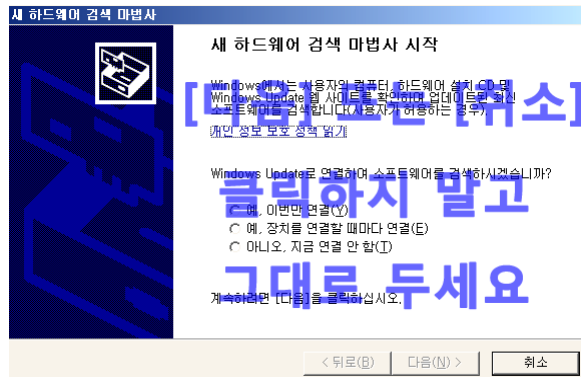 새 하드웨어 검색 마법사
새 하드웨어 검색 마법사 시작
Windows에서는 사용자의 컴퓨터, 하드웨어 설치 CD 및
Windows Update 웹 사이트를 확인하여 업데이트된 최신
소프트웨어를 검색합니다(사용자가 허용하는 경우).
[다음] 또는 [취소]
개인 정보 보호 정책 읽기
Windows Update로 연결하여 소프트웨어를 검색하시겠습니까?
클릭하지 말고
예, 이번만 연결(Y)
예, 장치를 연결할 때마다 연결(E)
아니오, 지금 연결 안 함(T)
그대로 두세요
계속하려면 [다음]을 클릭하십시오.
< 뒤로(B)
다음(N) >
취소